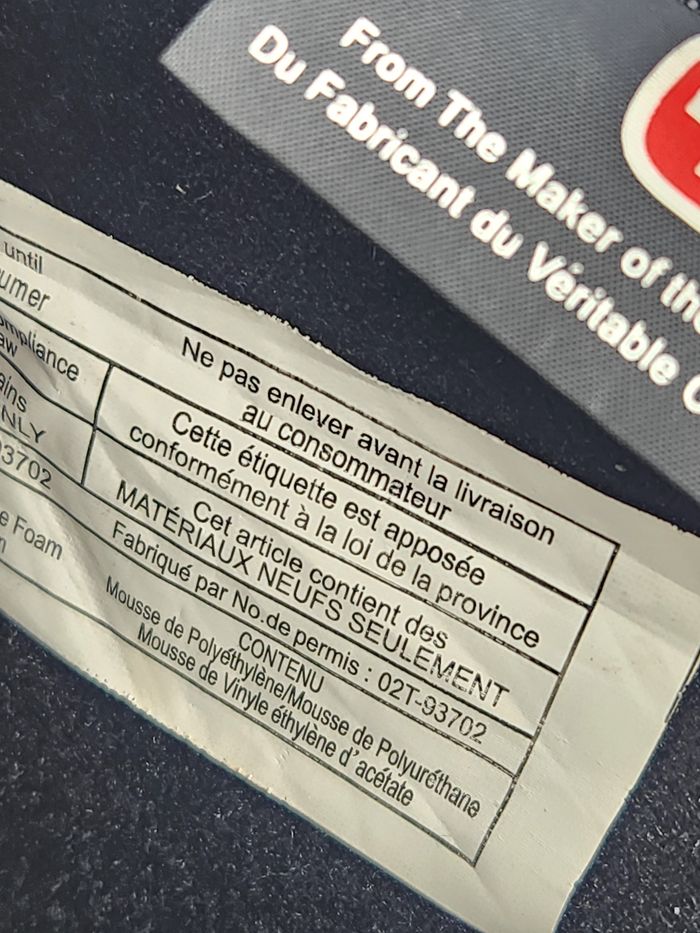 From The Maker of the
Du Fabricant du Véritable
until
umer
mpliance
aw
ains
NLY
93702
e Foam
n
Ne pas enlever avant la livraison
au consommateur
Cette étiquette est apposée
conformément à la loi de la province
Cet article contient des
MATÉRIAUX NEUFS SEULEMENT
Fabriqué par No.de permis : 02T-93702
CONTENU
Mousse de Polyéthylène/Mousse de Polyuréthane
Mousse de Vinyle éthylène d'acétate